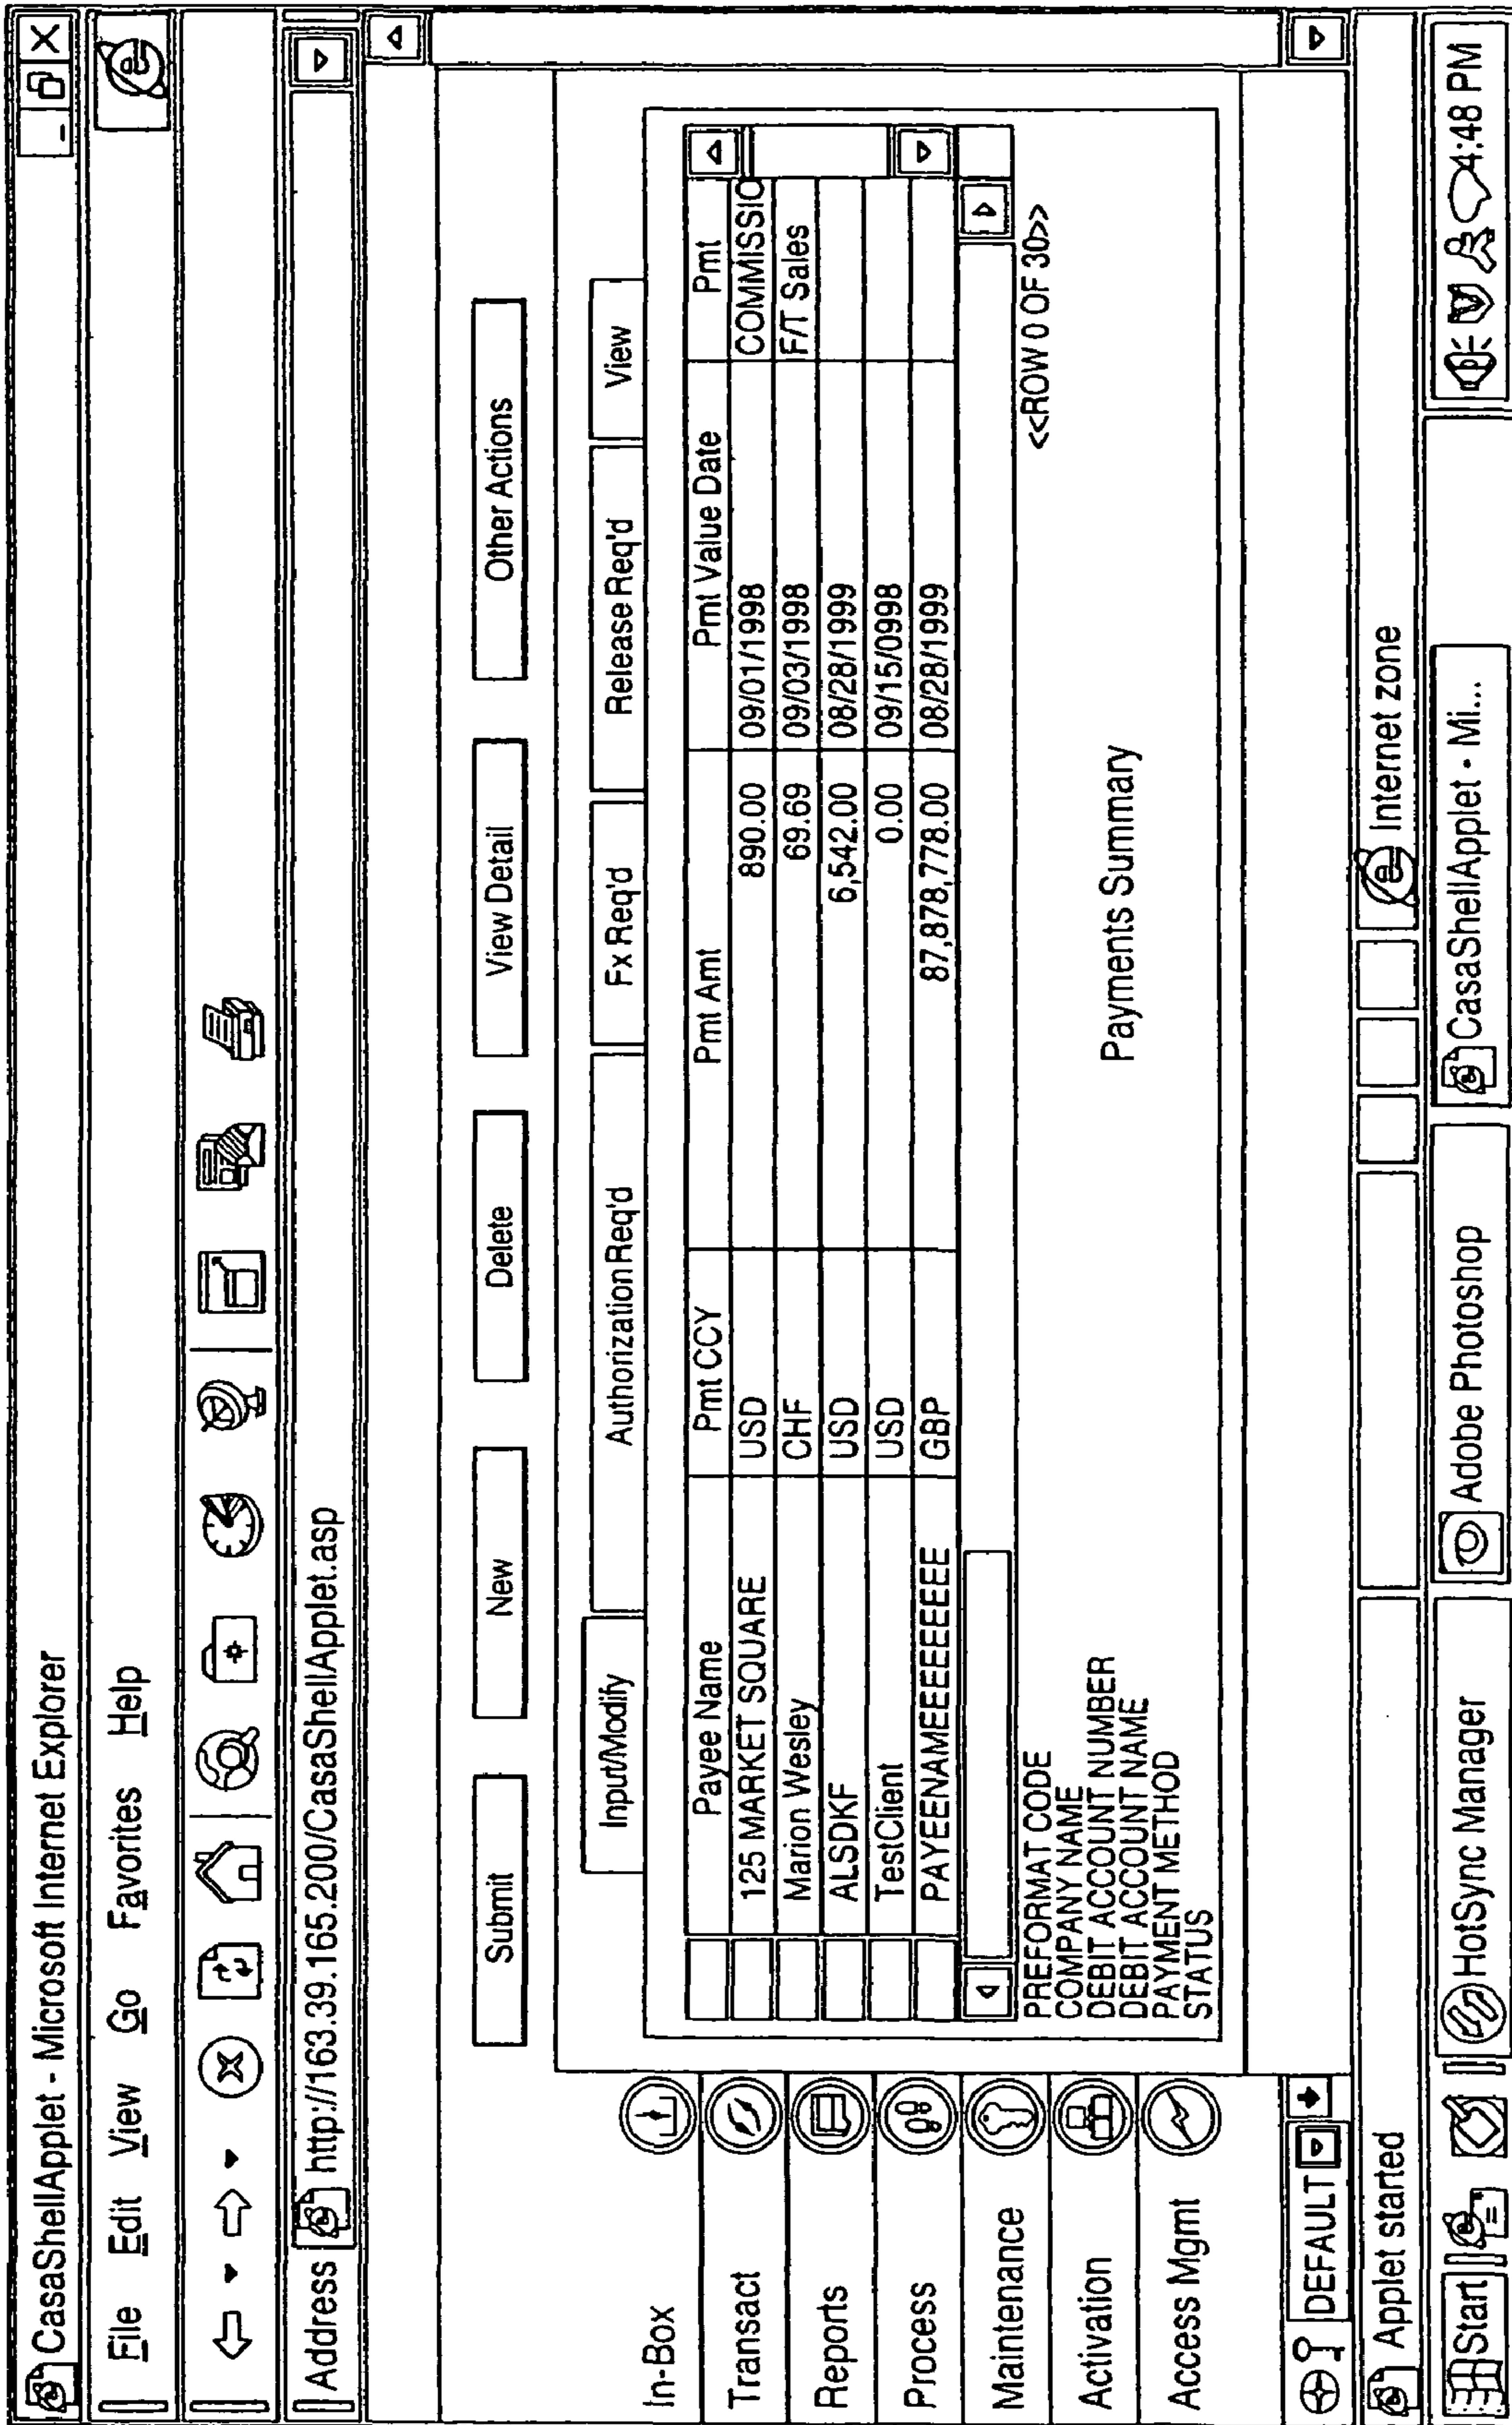 CasaShellApplet - Microsoft Internet Explorer
File Edit View Go Favorites Help
Address http://163.39.165.200/CasaShellApplet.asp
Submit New Delete View Detail Other Actions
Input/Modify Authorization Req'd Fx Req'd Release Req'd View
Payee Name Pmt CCY Pmt Amt Pmt Value Date Pmt
125 MARKET SQUARE USD 890.00 09/01/1998 COMMISSIO
Marion Wesley CHF 69.69 09/03/1998 F/T Sales
ALSDKF USD 6,542.00 08/28/1999
TestClient USD 0.00 09/15/0998
PAYEENAMEEEEEEEEEE GBP 87,878,778.00 08/28/1999
<<ROW 0 OF 30>>
PREFORMAT CODE
COMPANY NAME
DEBIT ACCOUNT NUMBER
DEBIT ACCOUNT NAME
PAYMENT METHOD
STATUS
Payments Summary
In-Box
Transact
Reports
Process
Maintenance
Activation
Access Mgmt
DEFAULT
Applet started Internet zone
Start HotSync Manager Adobe Photoshop CasaShellApplet - Mi... 4:48 PM